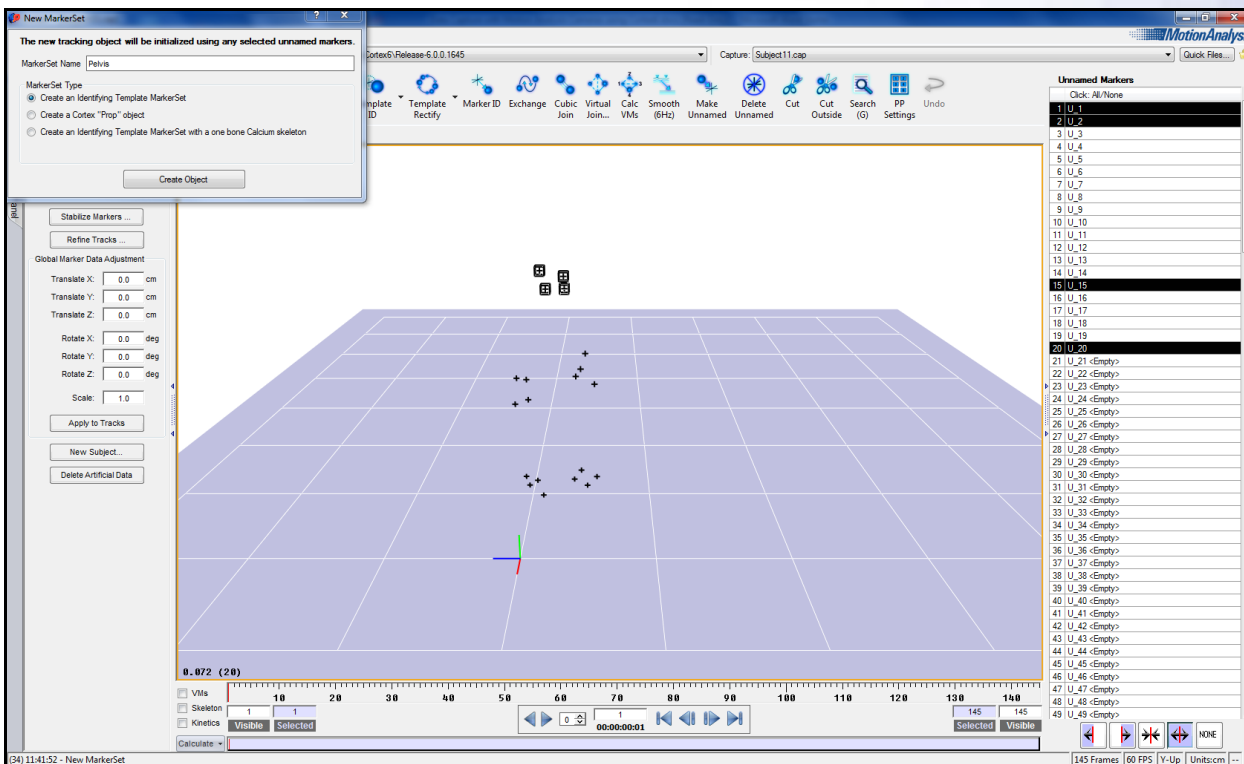 New MarkerSet
? X
The new tracking object will be initialized using any selected unnamed markers.
MarkerSet Name Pelvis
MarkerSet Type
Create an Identifying Template MarkerSet
Create a Cortex "Prop" object
Create an Identifying Template MarkerSet with a one bone Calcium skeleton
Create Object
MotionAnalys
Cortex6\Release-6.0.0.1645
Capture: Subject11.cap
Quick Files...
Template Rectify
Marker ID
Exchange
Cubic Join
Virtual Join...
Calc VMs
Smooth (6Hz)
Make Unnamed
Delete Unnamed
Cut
Cut Outside
Search (G)
PP Settings
Undo
mplate ID
Stabilize Markers ...
Refine Tracks ...
Global Marker Data Adjustment
Translate X: 0.0 cm
Translate Y: 0.0 cm
Translate Z: 0.0 cm
Rotate X: 0.0 deg
Rotate Y: 0.0 deg
Rotate Z: 0.0 deg
Scale: 1.0
Apply to Tracks
New Subject...
Delete Artificial Data
0.072 (20)
Unnamed Markers
Click: All/None
1 U_1
2 U_2
3 U_3
4 U_4
5 U_5
6 U_6
7 U_7
8 U_8
9 U_9
10 U_10
11 U_11
12 U_12
13 U_13
14 U_14
15 U_15
16 U_16
17 U_17
18 U_18
19 U_19
20 U_20
21 U_21 <Empty>
22 U_22 <Empty>
23 U_23 <Empty>
24 U_24 <Empty>
25 U_25 <Empty>
26 U_26 <Empty>
27 U_27 <Empty>
28 U_28 <Empty>
29 U_29 <Empty>
30 U_30 <Empty>
31 U_31 <Empty>
32 U_32 <Empty>
33 U_33 <Empty>
34 U_34 <Empty>
35 U_35 <Empty>
36 U_36 <Empty>
37 U_37 <Empty>
38 U_38 <Empty>
39 U_39 <Empty>
40 U_40 <Empty>
41 U_41 <Empty>
42 U_42 <Empty>
43 U_43 <Empty>
44 U_44 <Empty>
45 U_45 <Empty>
46 U_46 <Empty>
47 U_47 <Empty>
48 U_48 <Empty>
49 U_49 <Empty>
VMs
Skeleton
Kinetics
10 20 30 40 50 60 70 80 90 100 110 120 130 140
1 1
Visible Selected
0
1
00:00:00:01
145 145
Selected Visible
Calculate
NONE
(34) 11:41:52 - New MarkerSet
145 Frames 60 FPS Y-Up Units:cm --